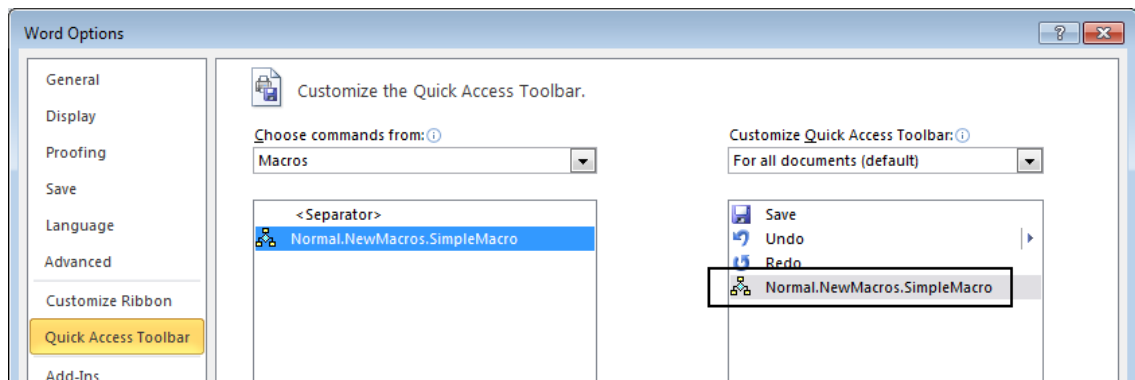 Word Options
General
Display
Proofing
Save
Language
Advanced
Customize Ribbon
Quick Access Toolbar
Add-Ins
Customize the Quick Access Toolbar.
Choose commands from:
Macros
<Separator>
Normal.NewMacros.SimpleMacro
Customize Quick Access Toolbar:
For all documents (default)
Save
Undo
Redo
Normal.NewMacros.SimpleMacro